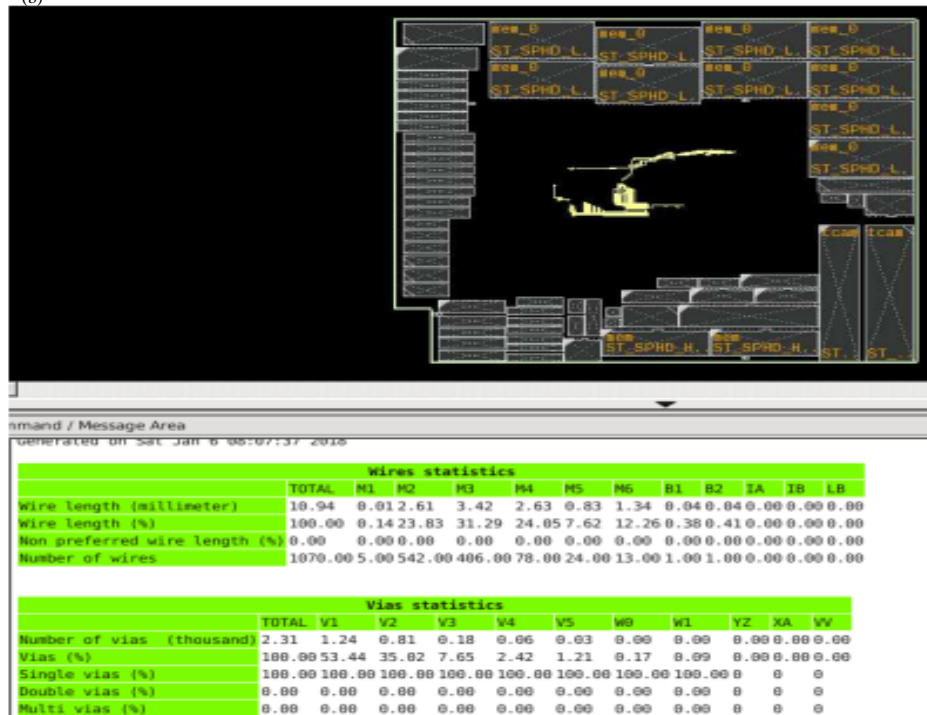 (b)
mem_0 mem_0 mem_0 mem_0
ST_SPHD_L. ST_SPHD_L. ST_SPHD_L. ST_SPHD_L.
mem_0 mem_0 mem_0 mem_0
ST_SPHD_L. ST_SPHD_L. ST_SPHD_L. ST_SPHD_L.
mem_0
ST_SPHD_L.
mem_0
ST_SPHD_L.
tcam tcam
mem mem
ST_SPHD_H.. ST_SPHD_H.. ST_.. ST_..
mmand / Message Area
Generated on Sat Jan 6 08:07:37 2018
Wires statistics
TOTAL M1 M2 M3 M4 M5 M6 B1 B2 IA IB LB
Wire length (millimeter) 10.94 0.01 2.61 3.42 2.63 0.83 1.34 0.04 0.04 0.00 0.00 0.00
Wire length (%) 100.00 0.14 23.83 31.29 24.05 7.62 12.26 0.38 0.41 0.00 0.00 0.00
Non preferred wire length (%) 0.00 0.00 0.00 0.00 0.00 0.00 0.00 0.00 0.00 0.00 0.00 0.00
Number of wires 1070.00 5.00 542.00 406.00 78.00 24.00 13.00 1.00 1.00 0.00 0.00 0.00
Vias statistics
TOTAL V1 V2 V3 V4 V5 W0 W1 YZ XA VV
Number of vias (thousand) 2.31 1.24 0.81 0.18 0.06 0.03 0.00 0.00 0.00 0.00 0.00
Vias (%) 100.00 53.44 35.02 7.65 2.42 1.21 0.17 0.09 0.00 0.00 0.00
Single vias (%) 100.00 100.00 100.00 100.00 100.00 100.00 100.00 100.00 0 0 0
Double vias (%) 0.00 0.00 0.00 0.00 0.00 0.00 0.00 0.00 0 0 0
Multi vias (%) 0.00 0.00 0.00 0.00 0.00 0.00 0.00 0.00 0 0 0